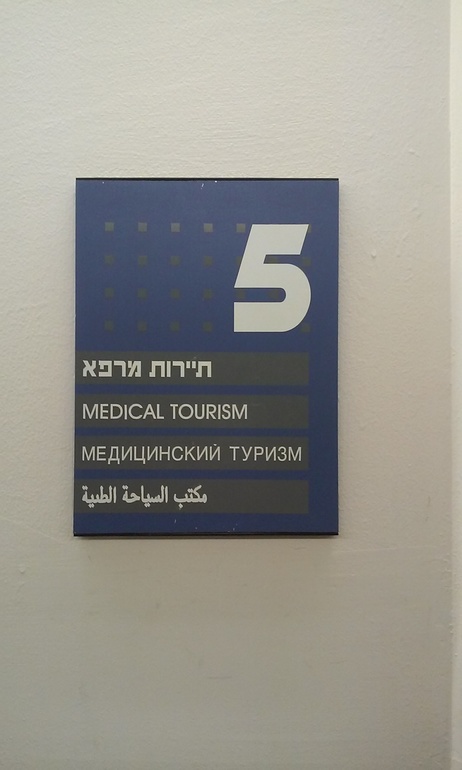 5
תיירות מרפא
MEDICAL TOURISM
МЕДИЦИНСКИЙ ТУРИЗМ
مكتب السياحة الطبية